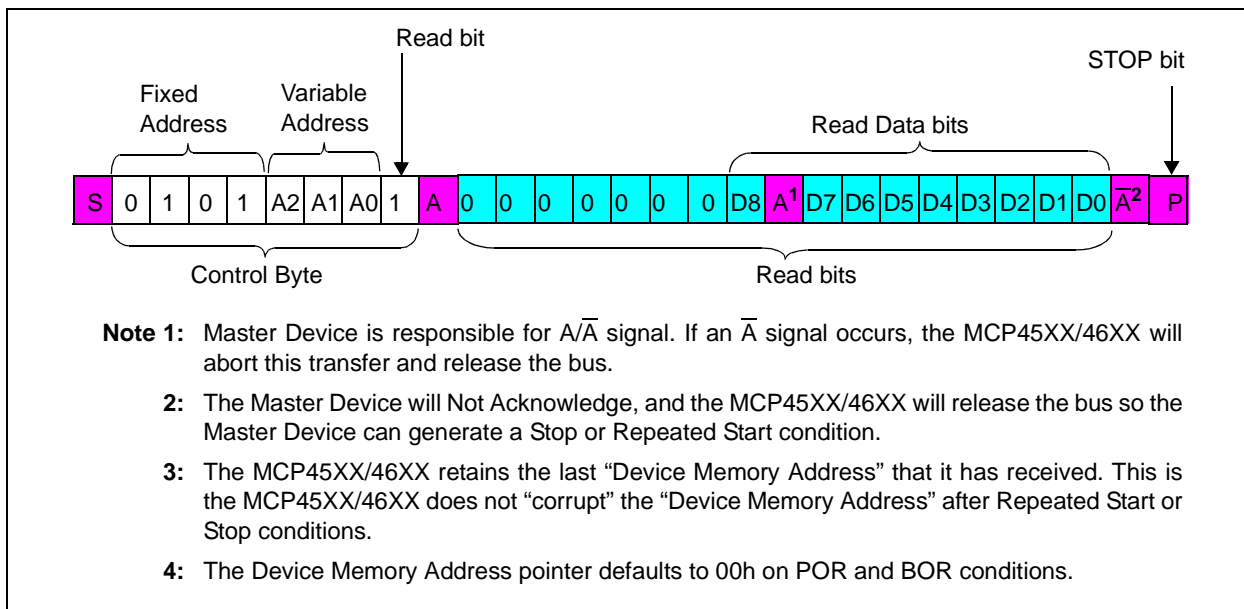 Read bit
STOP bit
Fixed
Address
Variable
Address
Read Data bits
S 0 1 0 1 A2 A1 A0 1 A 0 0 0 0 0 0 0 D8 A¹ D7 D6 D5 D4 D3 D2 D1 D0 A̅² P
Control Byte
Read bits
Note 1: Master Device is responsible for A/A̅ signal. If an A̅ signal occurs, the MCP45XX/46XX will
abort this transfer and release the bus.
2: The Master Device will Not Acknowledge, and the MCP45XX/46XX will release the bus so the
Master Device can generate a Stop or Repeated Start condition.
3: The MCP45XX/46XX retains the last “Device Memory Address” that it has received. This is
the MCP45XX/46XX does not “corrupt” the “Device Memory Address” after Repeated Start or
Stop conditions.
4: The Device Memory Address pointer defaults to 00h on POR and BOR conditions.